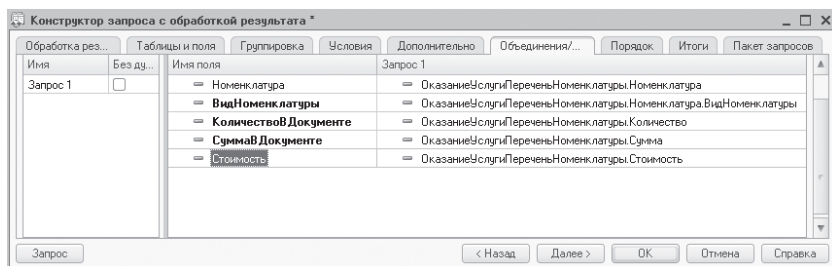 Конструктор запроса с обработкой результата *
Обработка рез... Таблицы и поля Группировка Условия Дополнительно Объединения/... Порядок Итоги Пакет запросов
Имя Без ду... Имя поля Запрос 1
Запрос 1 Номенклатура ОказаниеУслугиПереченьНоменклатуры.Номенклатура
ВидНоменклатуры ОказаниеУслугиПереченьНоменклатуры.Номенклатура.ВидНоменклатуры
КоличествоВДокументе ОказаниеУслугиПереченьНоменклатуры.Количество
СуммаВДокументе ОказаниеУслугиПереченьНоменклатуры.Сумма
Стоимость ОказаниеУслугиПереченьНоменклатуры.Стоимость
Запрос < Назад Далее > OK Отмена Справка